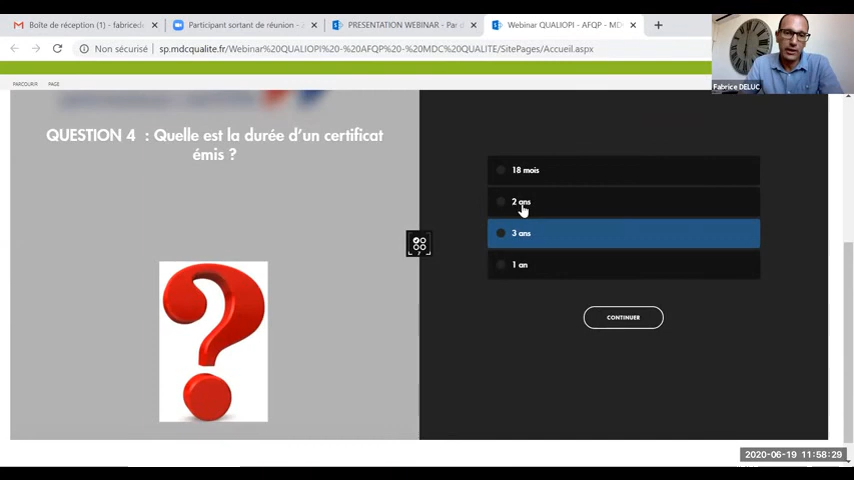 Boîte de réception - fabricede
Participant sortant de réunion -
PRESENTATION WEBINAR - Par d
Webinar QUALIOPI - AFQP - MD
Non sécurisé
sp.mdcqualite.fr/Webinar%20QUALIOPI%20-%20AFQP%20-%20MDC%20QUALITE/SitePages/Accueil.aspx
Fabrice DELUC
PARCOURIR
PAGE
QUESTION 4 : Quelle est la durée d'un certificat
émis ?
18 mois
2 ans
3 ans
1 an
CONTINUER
2020-06-19 11:58:29